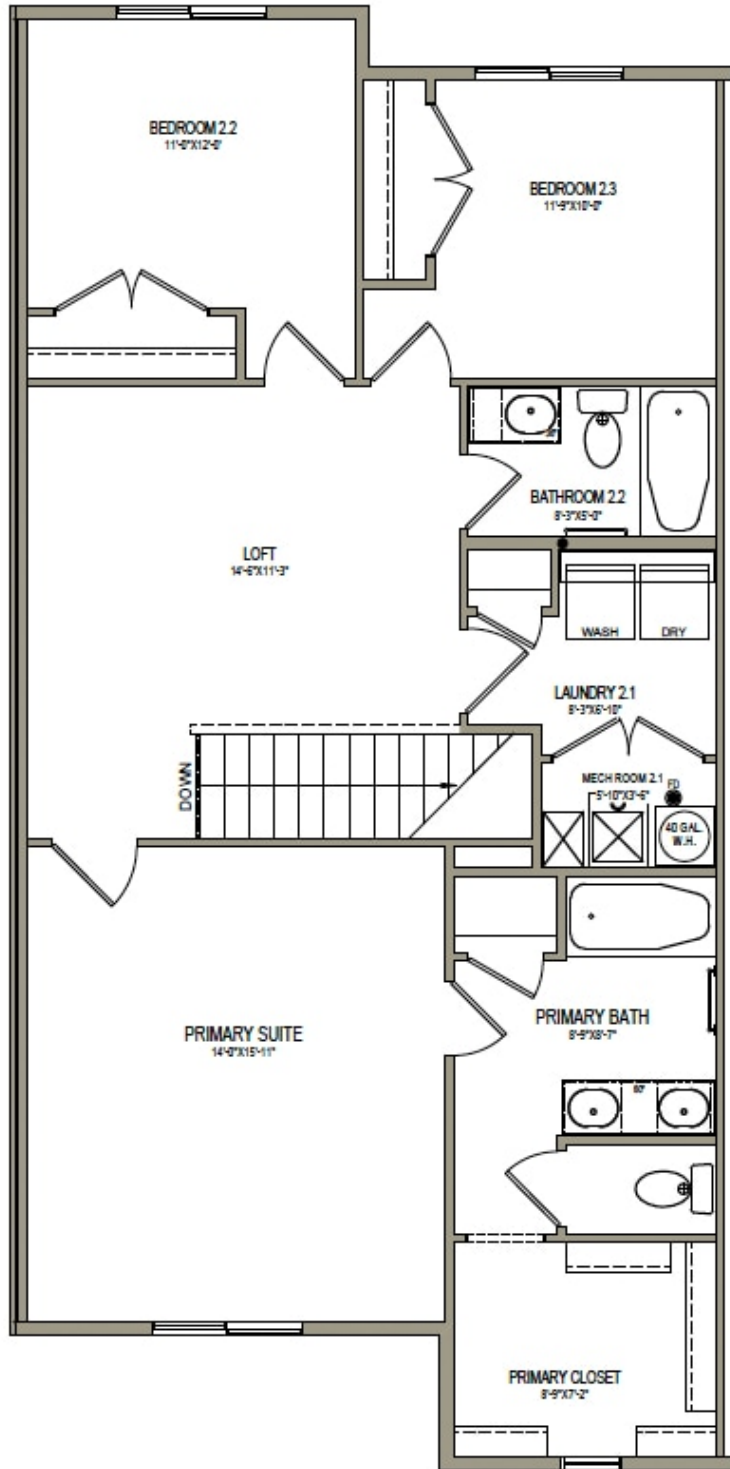 BEDROOM 2.2
11'-0"X12'-0"
BEDROOM 2.3
11'-9"X10'-0"
BATHROOM 2.2
8'-3"X5'-0"
LOFT
14'-6"X11'-3"
WASH
DRY
LAUNDRY 2.1
8'-3"X6'-10"
DOWN
MECH ROOM 2.1
5'-10"X3'-6"
FD
40 GAL.
W.H.
PRIMARY SUITE
14'-0"X15'-11"
PRIMARY BATH
8'-9"X8'-7"
60"
PRIMARY CLOSET
8'-9"X7'-2"